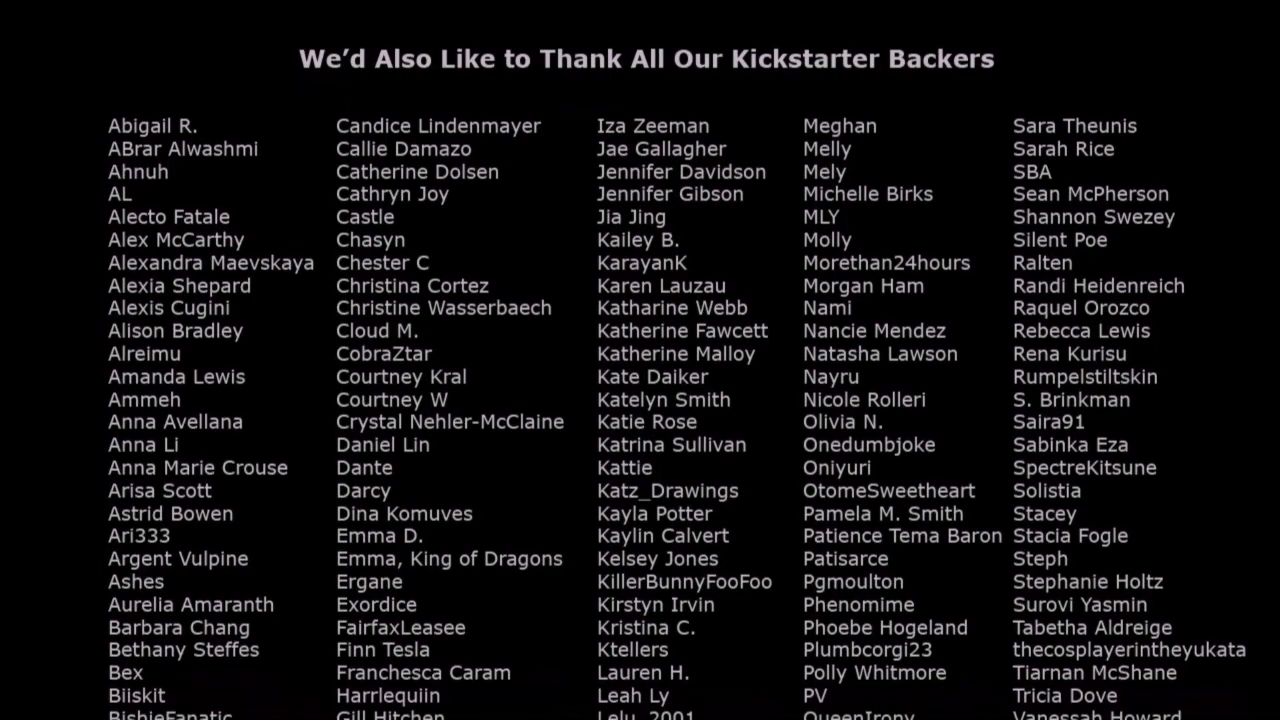 We’d Also Like to Thank All Our Kickstarter Backers
Abigail R.
ABrar Alwashmi
Ahnuh
AL
Alecto Fatale
Alex McCarthy
Alexandra Maevskaya
Alexia Shepard
Alexis Cugini
Alison Bradley
Alreimu
Amanda Lewis
Ammeh
Anna Avellana
Anna Li
Anna Marie Crouse
Arisa Scott
Astrid Bowen
Ari333
Argent Vulpine
Ashes
Aurelia Amaranth
Barbara Chang
Bethany Steffes
Bex
Biiskit
BishieFanatic
Candice Lindenmayer
Callie Damazo
Catherine Dolsen
Cathryn Joy
Castle
Chasyn
Chester C
Christina Cortez
Christine Wasserbaech
Cloud M.
CobraZtar
Courtney Kral
Courtney W
Crystal Nehler-McClaine
Daniel Lin
Dante
Darcy
Dina Komuves
Emma D.
Emma, King of Dragons
Ergane
Exordice
FairfaxLeasee
Finn Tesla
Franchesca Caram
Harrlequiin
Gill Hitchen
Iza Zeeman
Jae Gallagher
Jennifer Davidson
Jennifer Gibson
Jia Jing
Kailey B.
KarayanK
Karen Lauzau
Katharine Webb
Katherine Fawcett
Katherine Malloy
Kate Daiker
Katelyn Smith
Katie Rose
Katrina Sullivan
Kattie
Katz_Drawings
Kayla Potter
Kaylin Calvert
Kelsey Jones
KillerBunnyFooFoo
Kirstyn Irvin
Kristina C.
Ktellers
Lauren H.
Leah Ly
Lelu_2001
Meghan
Melly
Mely
Michelle Birks
MLY
Molly
Morethan24hours
Morgan Ham
Nami
Nancie Mendez
Natasha Lawson
Nayru
Nicole Rolleri
Olivia N.
Onedumbjoke
Oniyuri
OtomeSweetheart
Pamela M. Smith
Patience Tema Baron
Patisarce
Pgmoulton
Phenomime
Phoebe Hogeland
Plumbcorgi23
Polly Whitmore
PV
QueenIrony
Sara Theunis
Sarah Rice
SBA
Sean McPherson
Shannon Swezey
Silent Poe
Ralten
Randi Heidenreich
Raquel Orozco
Rebecca Lewis
Rena Kurisu
Rumpelstiltskin
S. Brinkman
Saira91
Sabinka Eza
SpectreKitsune
Solistia
Stacey
Stacia Fogle
Steph
Stephanie Holtz
Surovi Yasmin
Tabetha Aldreige
thecosplayerintheyukata
Tiarnan McShane
Tricia Dove
Vanessah Howard